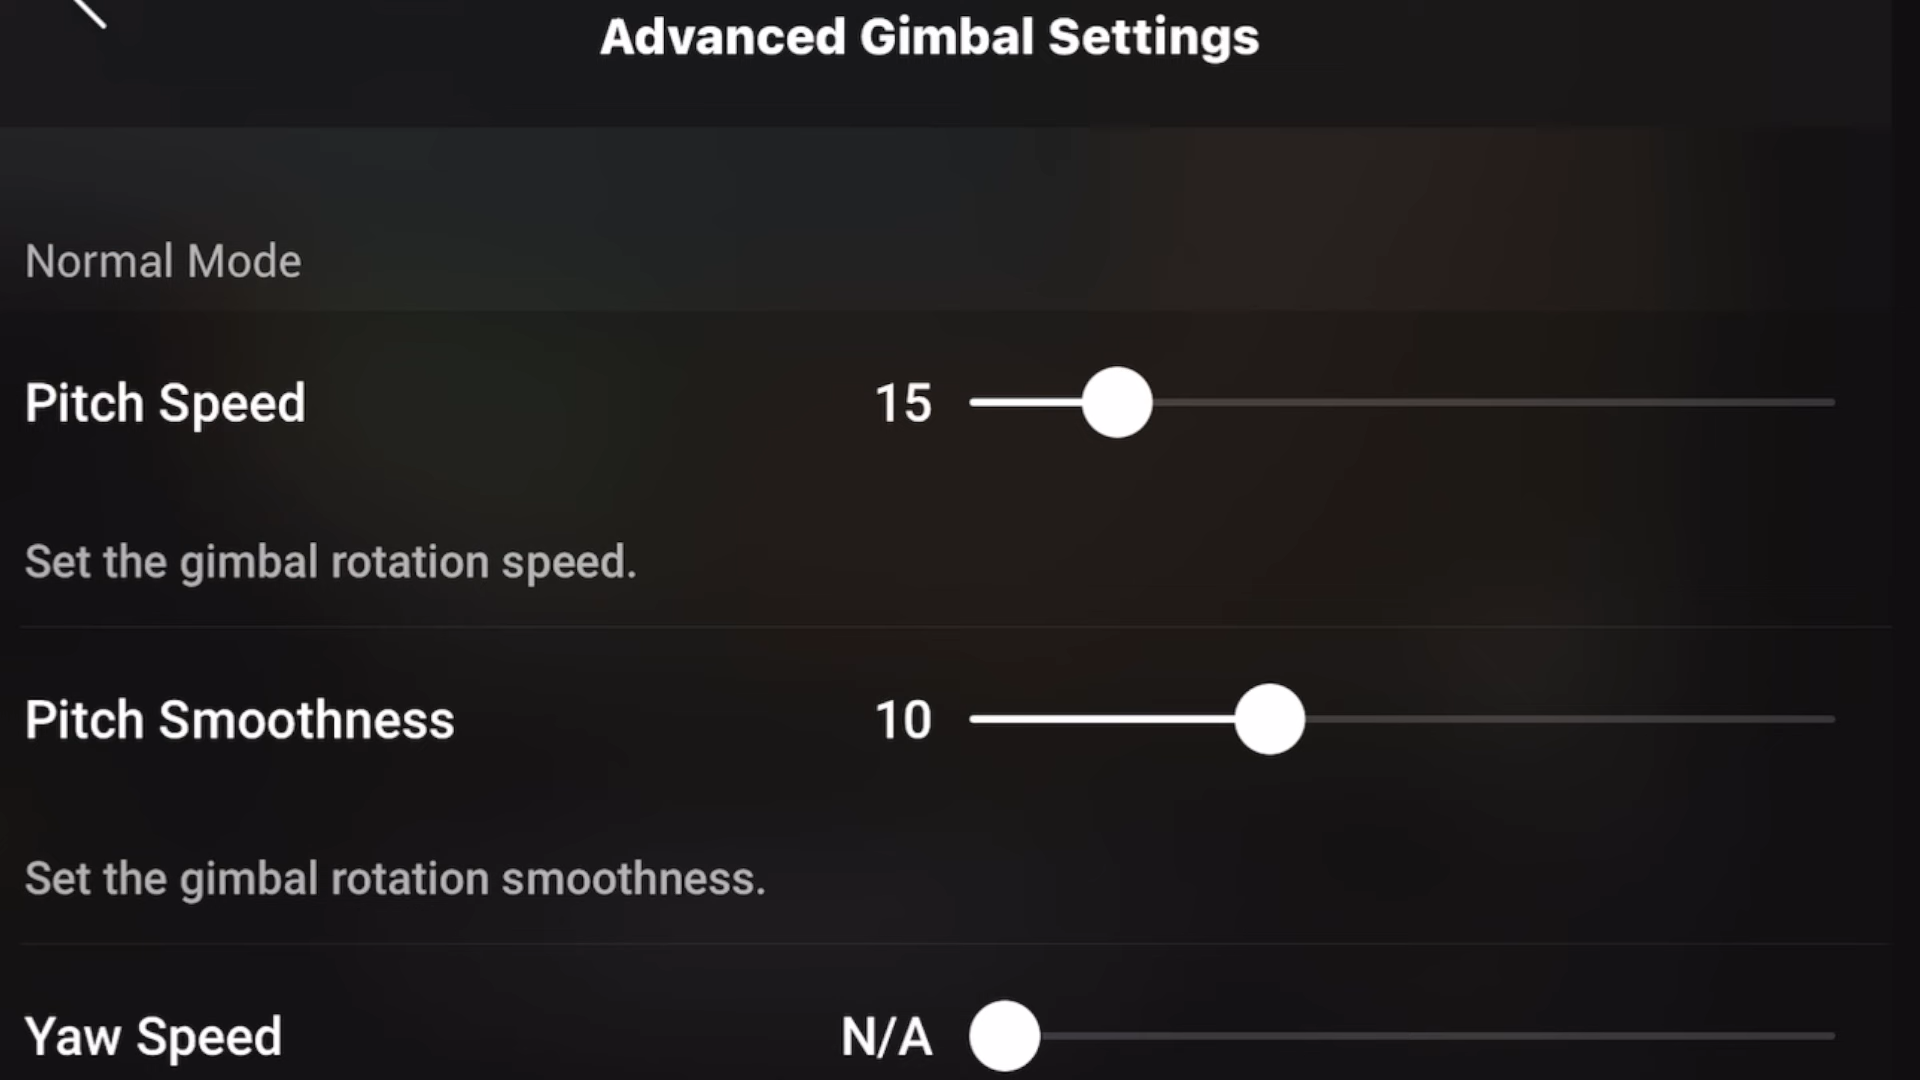 Advanced Gimbal Settings
Normal Mode
Pitch Speed 15
Set the gimbal rotation speed.
Pitch Smoothness 10
Set the gimbal rotation smoothness.
Yaw Speed N/A